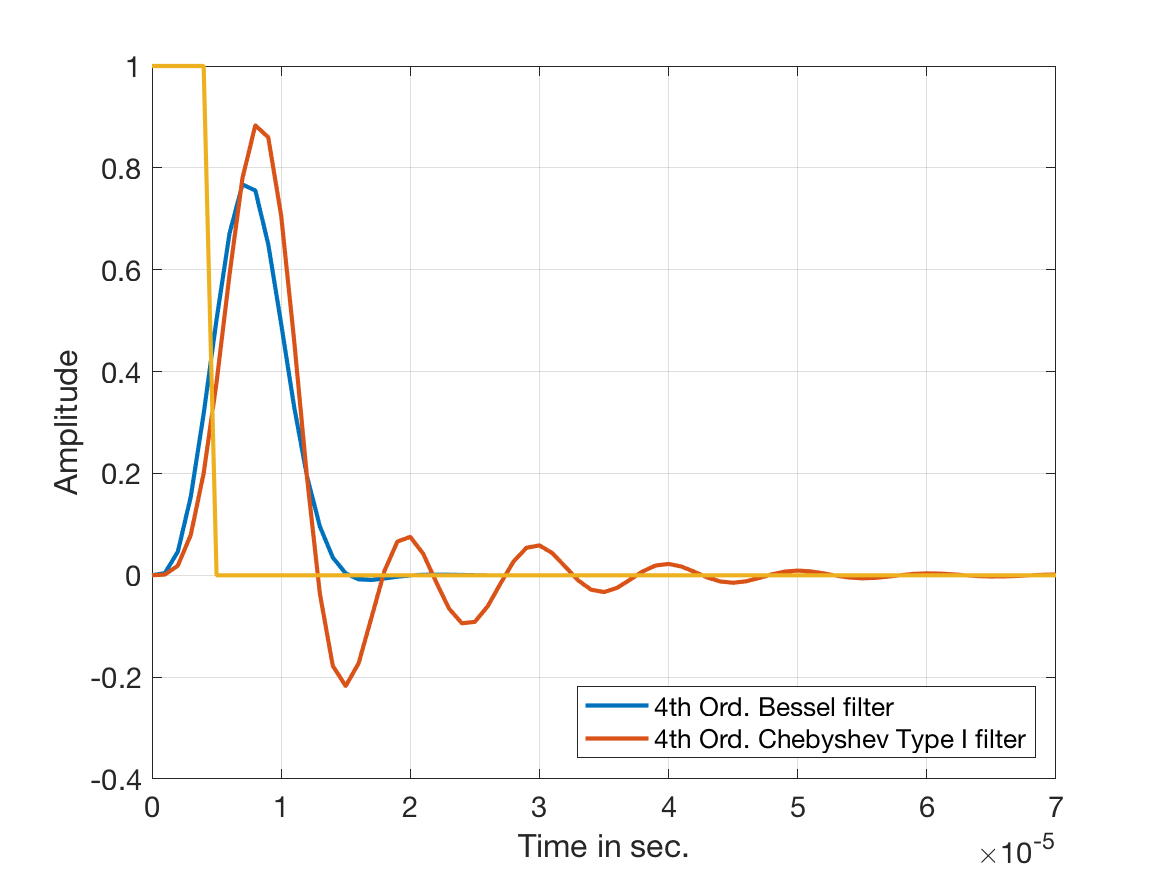 1
0.8
0.6
0.4
0.2
0
-0.2
-0.4
Amplitude
4th Ord. Bessel filter
4th Ord. Chebyshev Type I filter
0 1 2 3 4 5 6 7
Time in sec.
×10-5